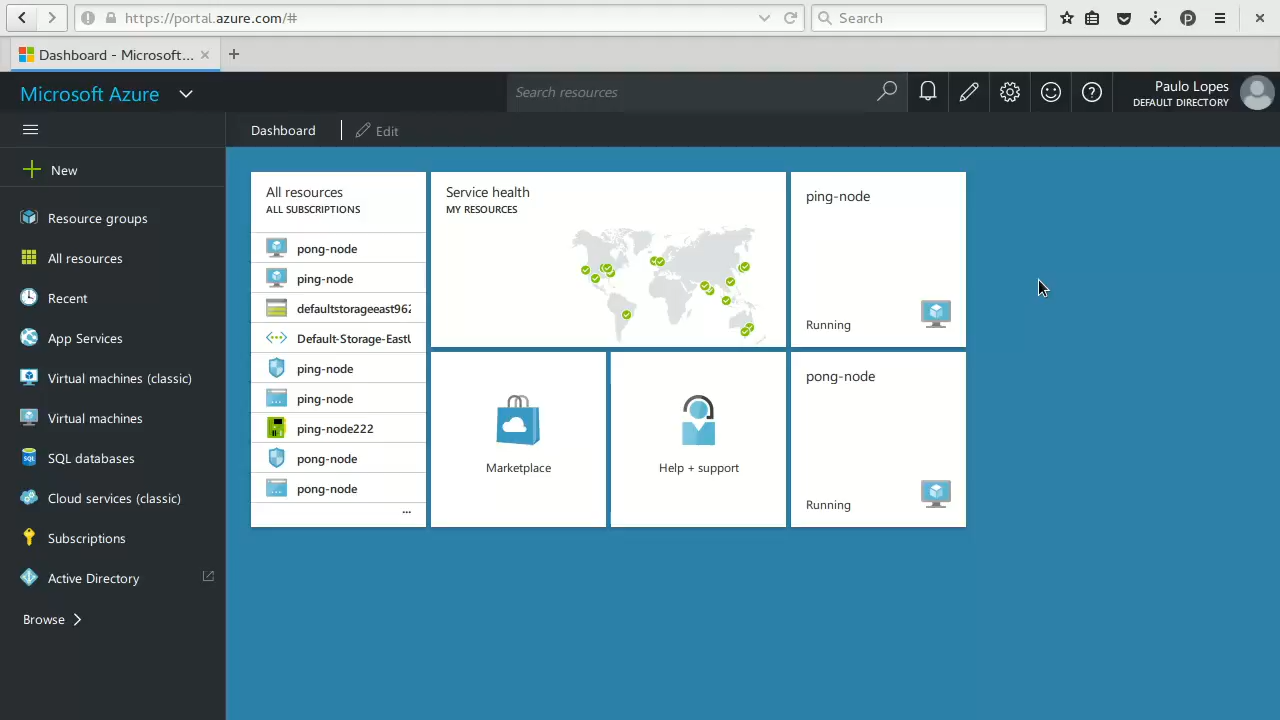 https://portal.azure.com/#
Search
Dashboard - Microsoft...
Microsoft Azure
Search resources
Paulo Lopes
DEFAULT DIRECTORY
Dashboard
Edit
New
Resource groups
All resources
Recent
App Services
Virtual machines (classic)
Virtual machines
SQL databases
Cloud services (classic)
Subscriptions
Active Directory
Browse
All resources
ALL SUBSCRIPTIONS
pong-node
ping-node
defaultstorageeast962
Default-Storage-EastU
ping-node
ping-node
ping-node222
pong-node
pong-node
...
Service health
MY RESOURCES
Marketplace
Help + support
ping-node
Running
pong-node
Running